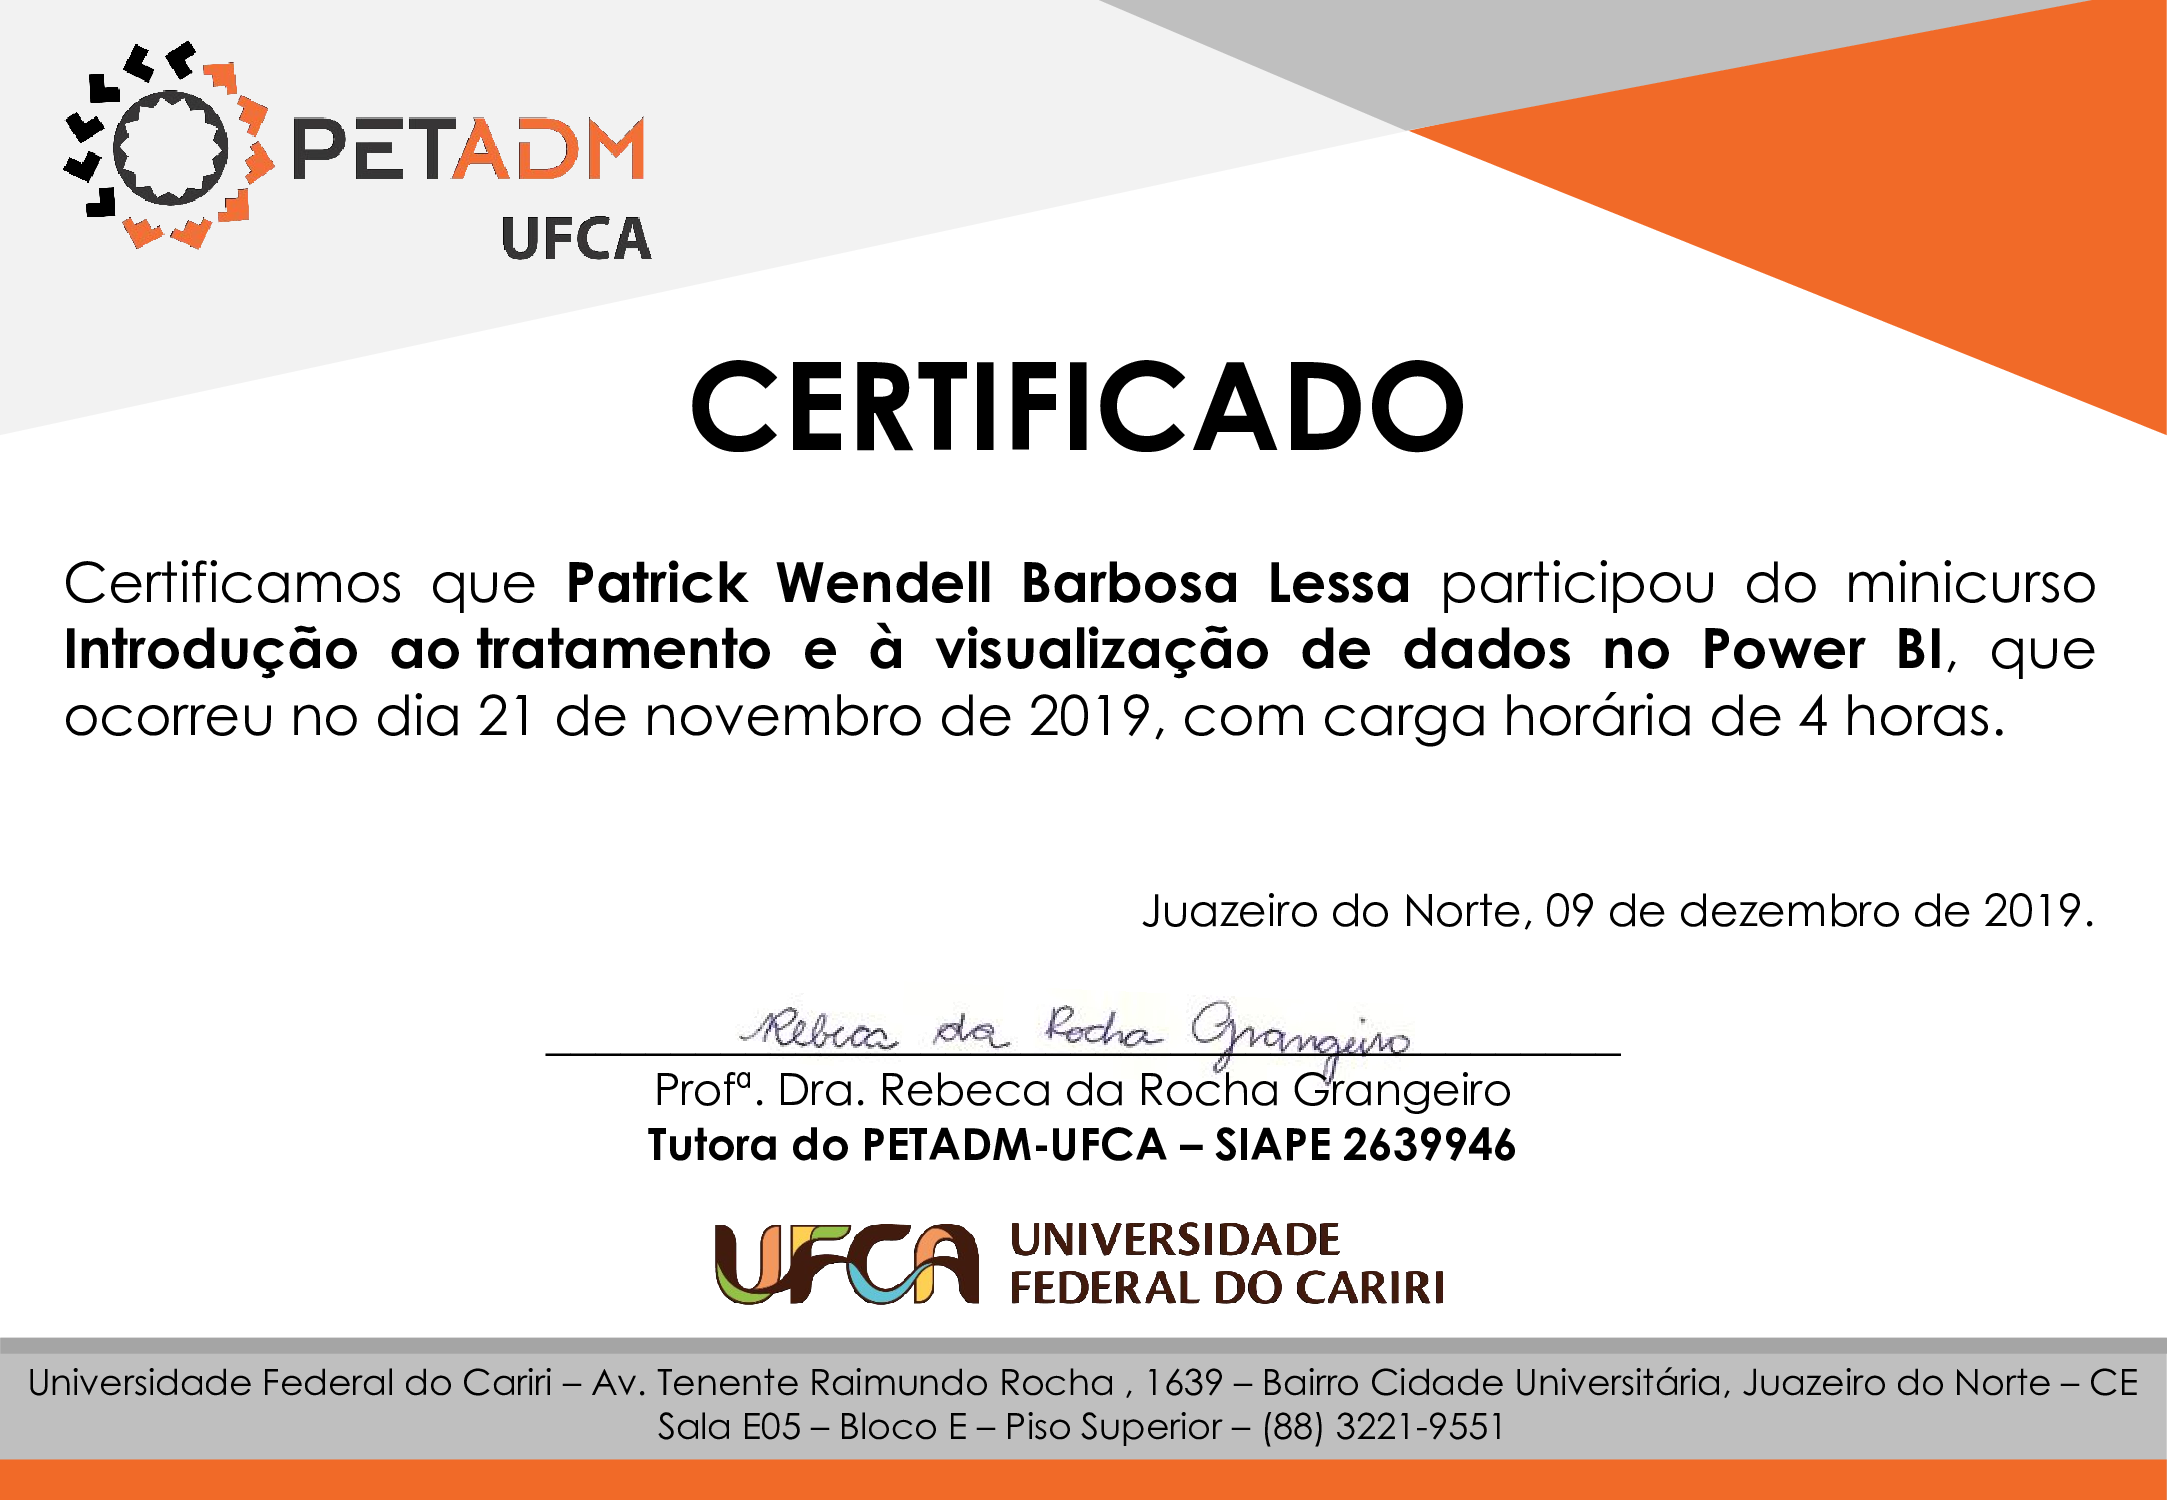 PETADM
UFCA
CERTIFICADO
Certificamos que Patrick Wendell Barbosa Lessa participou do minicurso
Introdução ao tratamento e à visualização de dados no Power BI, que
ocorreu no dia 21 de novembro de 2019, com carga horária de 4 horas.
Juazeiro do Norte, 09 de dezembro de 2019.
Rebeca da Rocha Grangeiro
Profª. Dra. Rebeca da Rocha Grangeiro
Tutora do PETADM-UFCA – SIAPE 2639946
UFCA UNIVERSIDADE
FEDERAL DO CARIRI
Universidade Federal do Cariri – Av. Tenente Raimundo Rocha , 1639 – Bairro Cidade Universitária, Juazeiro do Norte – CE
Sala E05 – Bloco E – Piso Superior – (88) 3221-9551